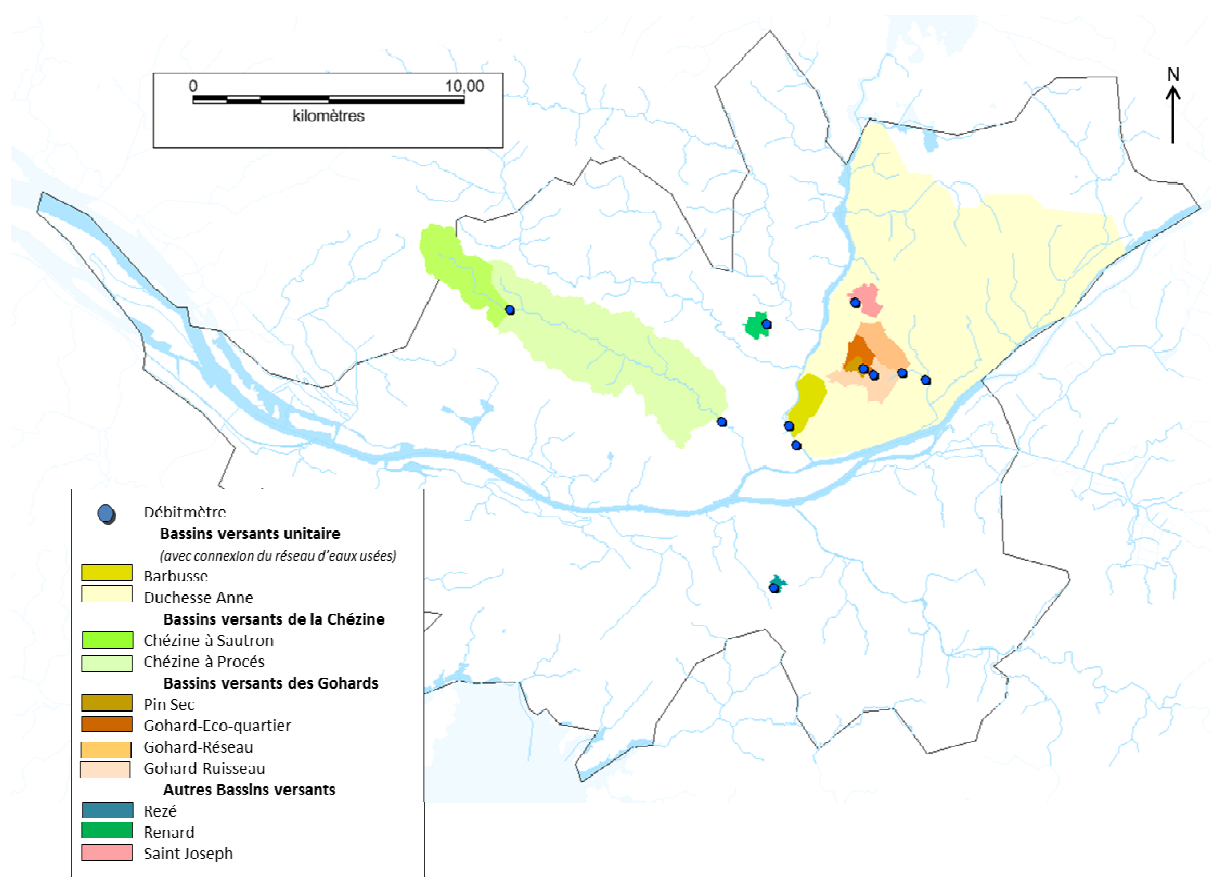 0 10,00
kilomètres
N
Débitmètre
Bassins versants unitaire
(avec connexion du réseau d'eaux usées)
Barbusse
Duchesse Anne
Bassins versants de la Chézine
Chézine à Sautron
Chézine à Procés
Bassins versants des Gohards
Pin Sec
Gohard-Eco-quartier
Gohard-Réseau
Gohard Ruisseau
Autres Bassins versants
Rezé
Renard
Saint Joseph